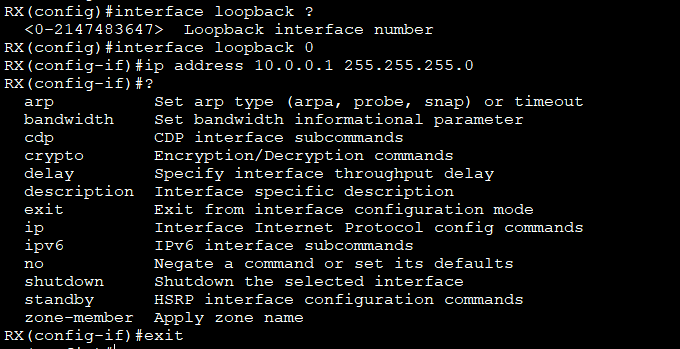 RX(config)#interface loopback ?
<0-2147483647> Loopback interface number
RX(config)#interface loopback 0
RX(config-if)#ip address 10.0.0.1 255.255.255.0
RX(config-if)#?
arp Set arp type (arpa, probe, snap) or timeout
bandwidth Set bandwidth informational parameter
cdp CDP interface subcommands
crypto Encryption/Decryption commands
delay Specify interface throughput delay
description Interface specific description
exit Exit from interface configuration mode
ip Interface Internet Protocol config commands
ipv6 IPv6 interface subcommands
no Negate a command or set its defaults
shutdown Shutdown the selected interface
standby HSRP interface configuration commands
zone-member Apply zone name
RX(config-if)#exit